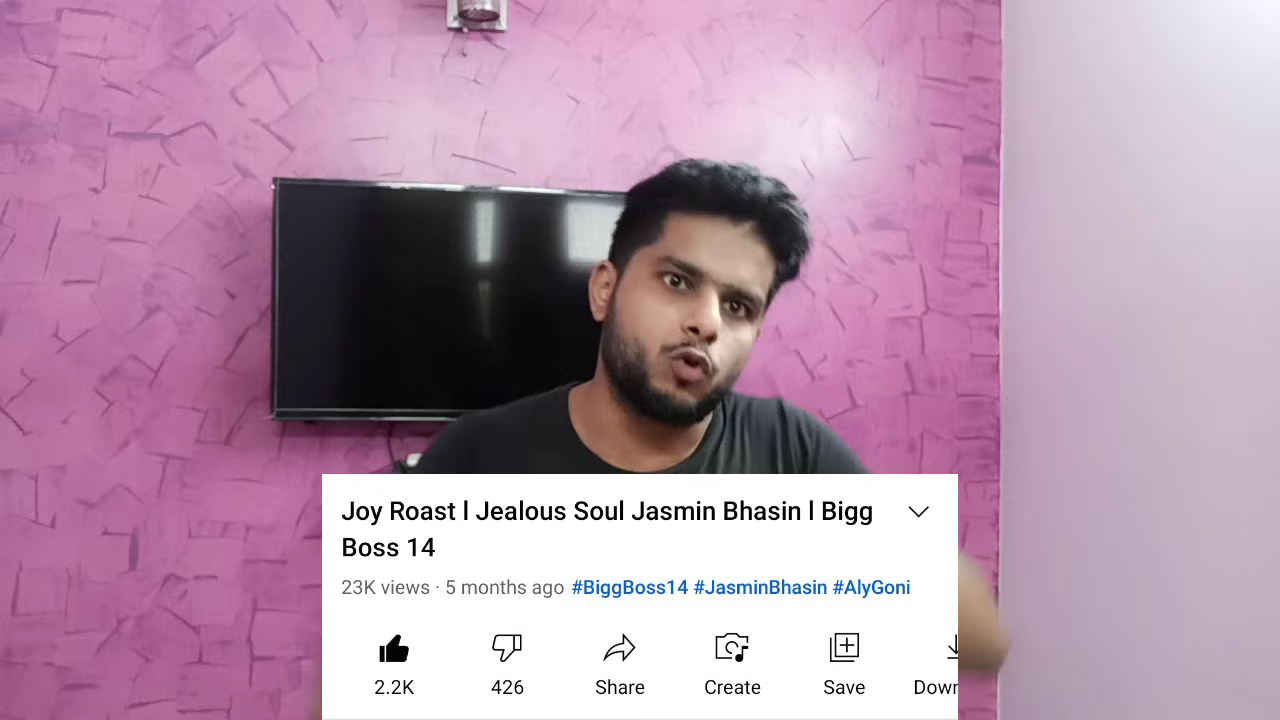 Joy Roast l Jealous Soul Jasmin Bhasin l Bigg
Boss 14
23K views · 5 months ago #BiggBoss14 #JasminBhasin #AlyGoni
2.2K 426 Share Create Save Down